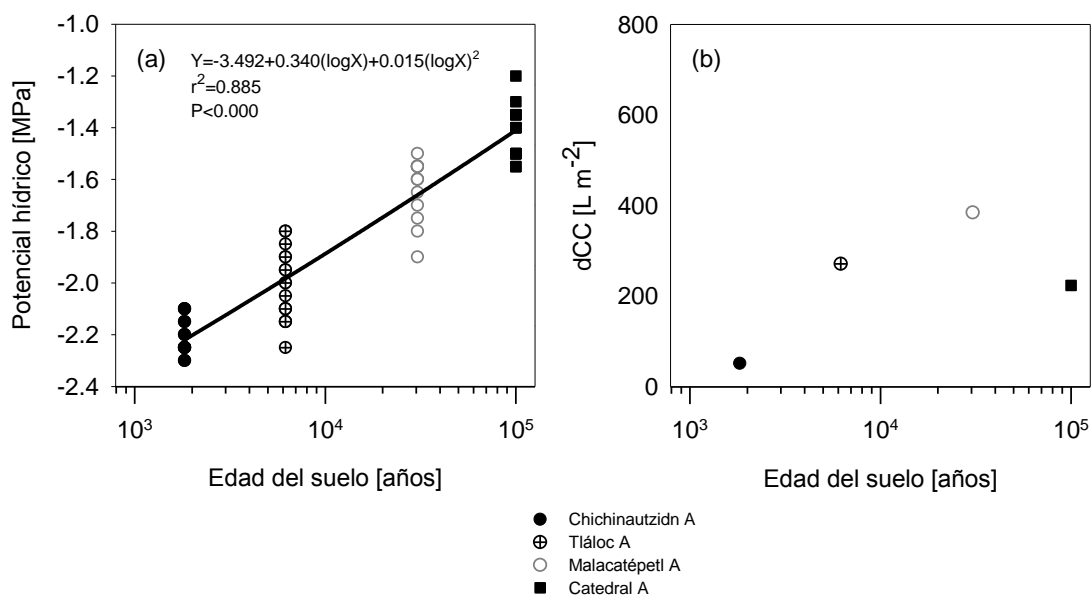 (a)
Y=-3.492+0.340(logX)+0.015(logX)²
r²=0.885
P<0.000
Potencial hídrico [MPa]
-1.0
-1.2
-1.4
-1.6
-1.8
-2.0
-2.2
-2.4
10³ 10⁴ 10⁵
Edad del suelo [años]
(b)
dCC [L m⁻²]
800
600
400
200
0
10³ 10⁴ 10⁵
Edad del suelo [años]
Chichinautzidn A
Tláloc A
Malacatépetl A
Catedral A